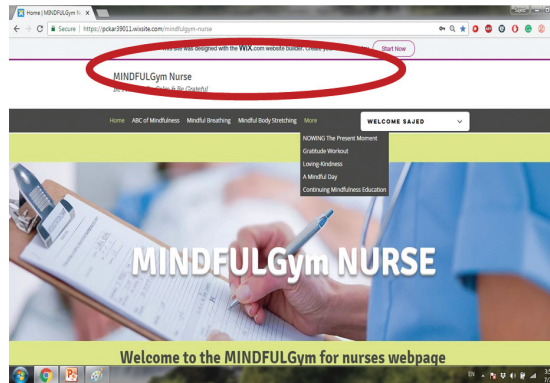 Home | MINDFULGym N
Secure | https://pckar39011.wixsite.com/mindfulgym-nurse
This site was designed with the WiX.com website builder. Create
Start Now
MINDFULGym Nurse
& Be Grateful
Home ABC of Mindfulness Mindful Breathing Mindful Body Stretching More
WELCOME SAJED
NOWING The Present Moment
Gratitude Workout
Loving-Kindness
A Mindful Day
Continuing Mindfulness Education
MINDFULGym NURSE
Welcome to the MINDFULGym for nurses webpage
EN